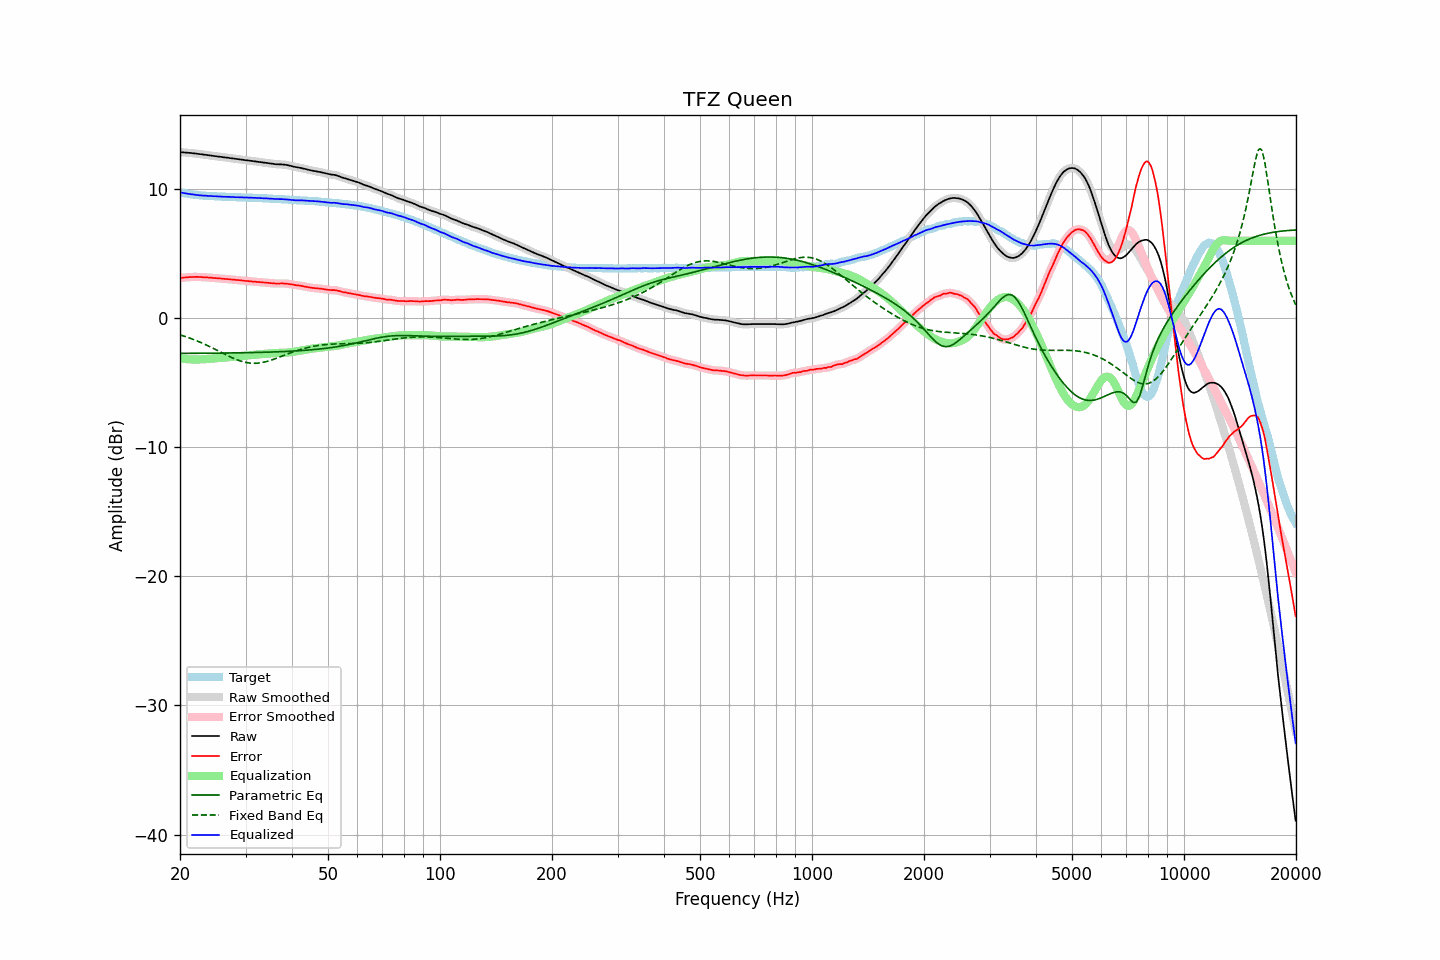 TFZ Queen
Amplitude (dBr)
10
0
−10
−20
−30
−40
Target
Raw Smoothed
Error Smoothed
Raw
Error
Equalization
Parametric Eq
Fixed Band Eq
Equalized
20 50 100 200 500 1000 2000 5000 10000 20000
Frequency (Hz)